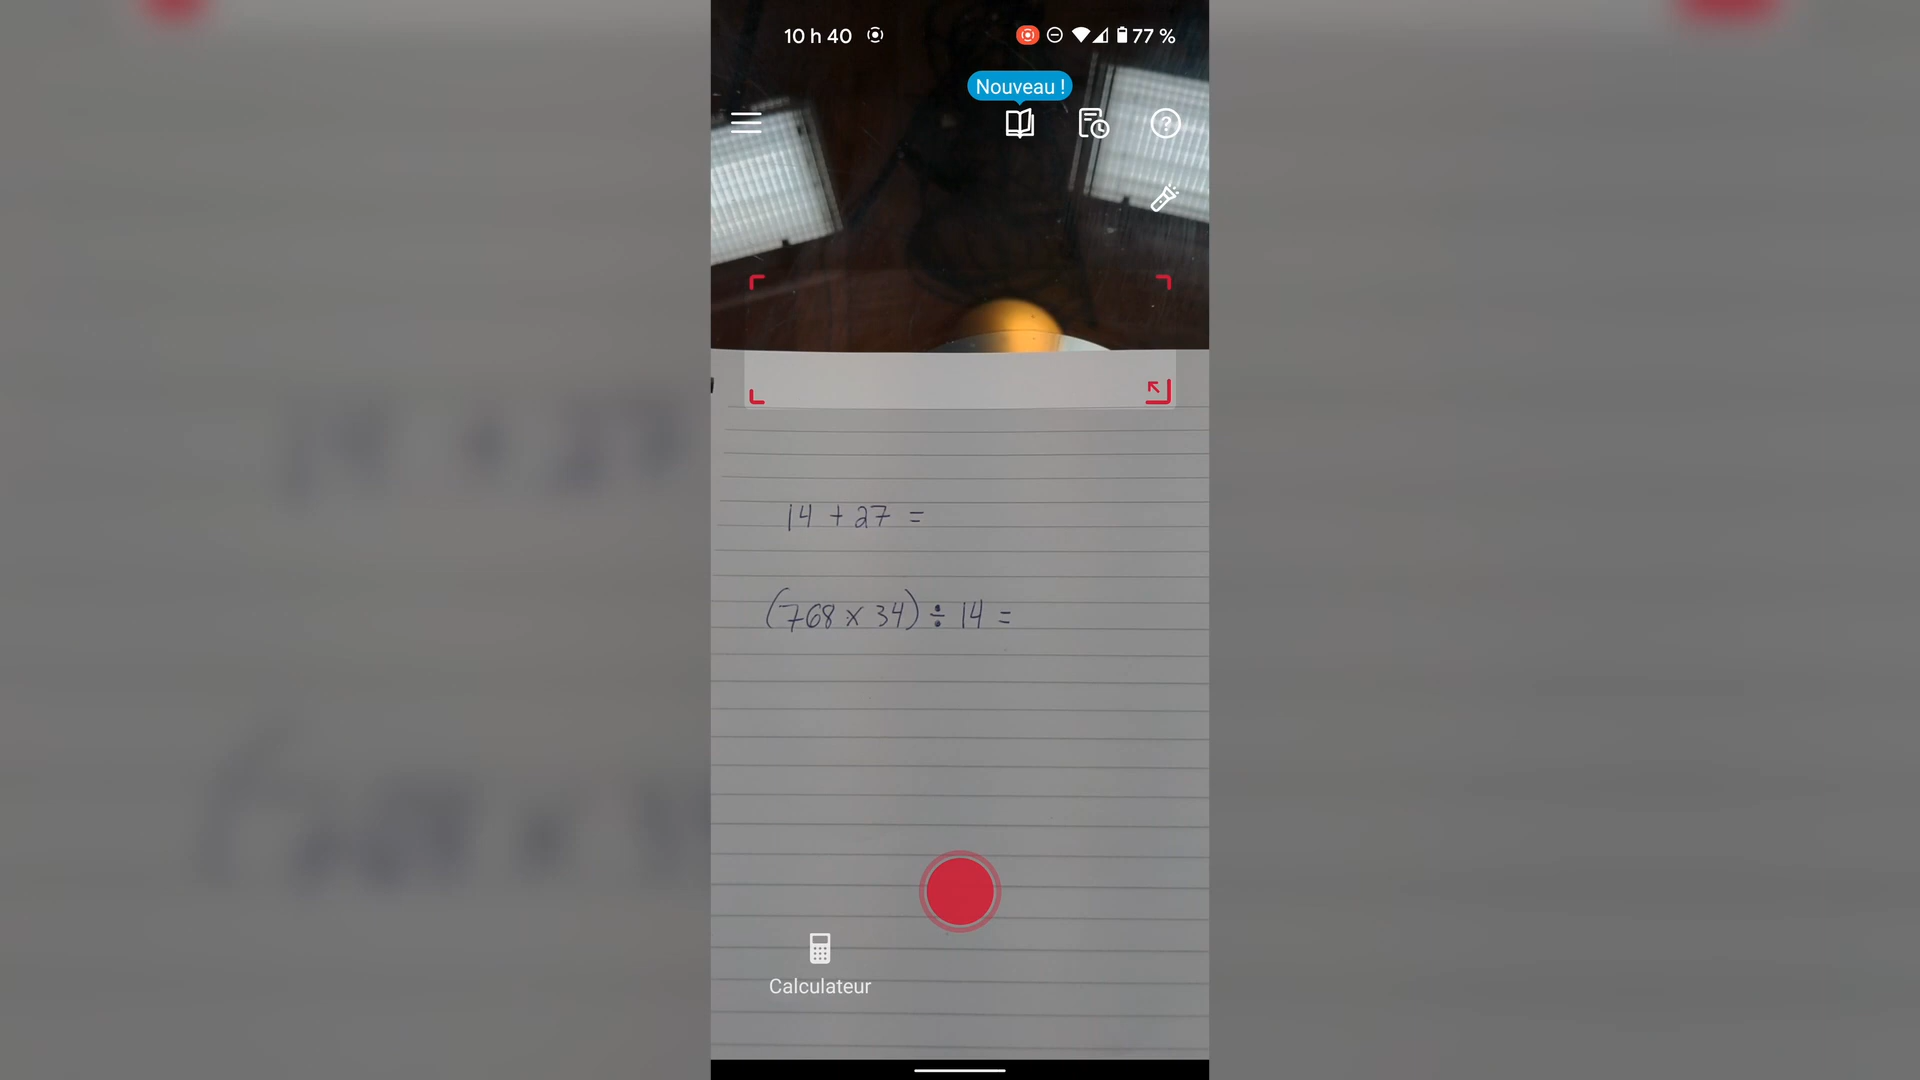 10 h 40 77 %
Nouveau !
14 + 27 =
(768 x 34) ÷ 14 =
Calculateur